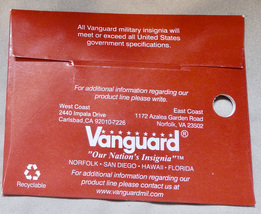 All Vanguard military insignia will
meet or exceed all United States
government specifications.
For additional information regarding our
product line please write.
West Coast
2440 Impala Drive
Carlsbad, CA 92010-7226
East Coast
1172 Azalea Garden Road
Norfolk, VA 23502
Vanguard®
"Our Nation's Insignia"™
NORFOLK • SAN DIEGO • HAWAII • FLORIDA
Recyclable
For additional information regarding our
product line please contact us at
www.vanguardmil.com